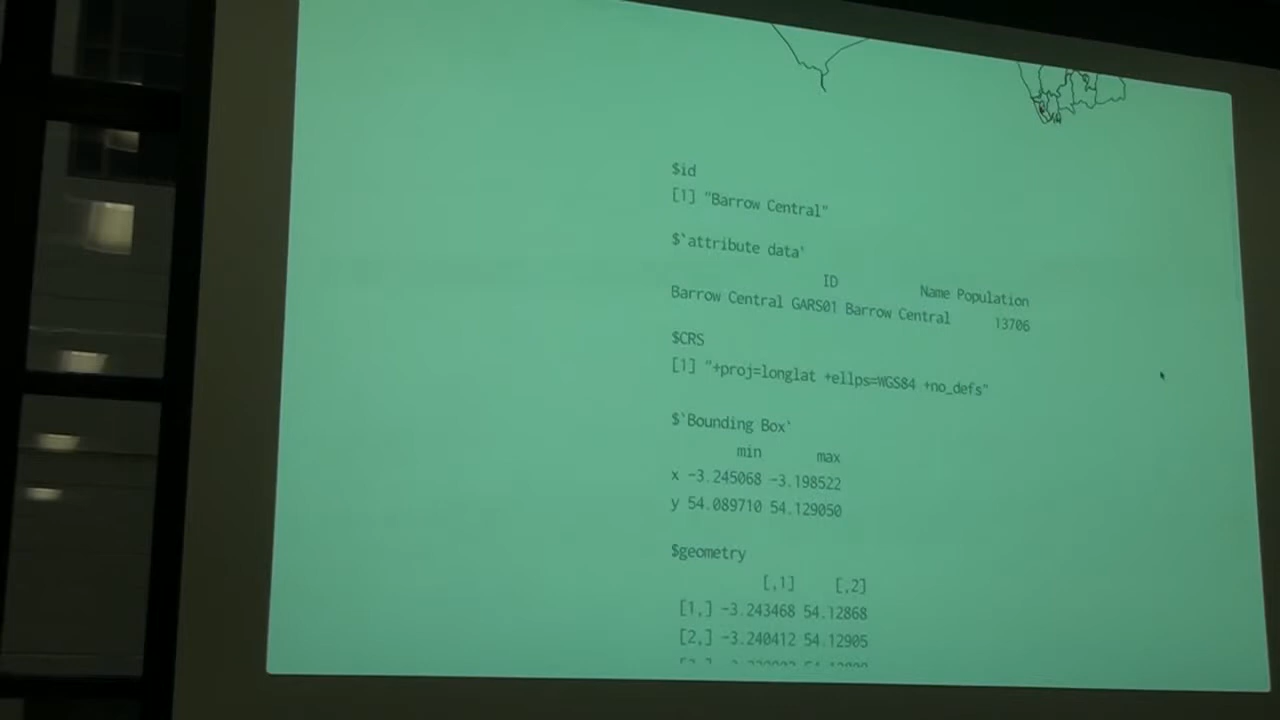 $id
[1] "Barrow Central"
$`attribute data`
ID Name Population
Barrow Central GARS01 Barrow Central 13706
$CRS
[1] "+proj=longlat +ellps=WGS84 +no_defs"
$`Bounding Box`
min max
x -3.245068 -3.198522
y 54.089710 54.129050
$geometry
[,1] [,2]
[1,] -3.243468 54.12868
[2,] -3.240412 54.12905